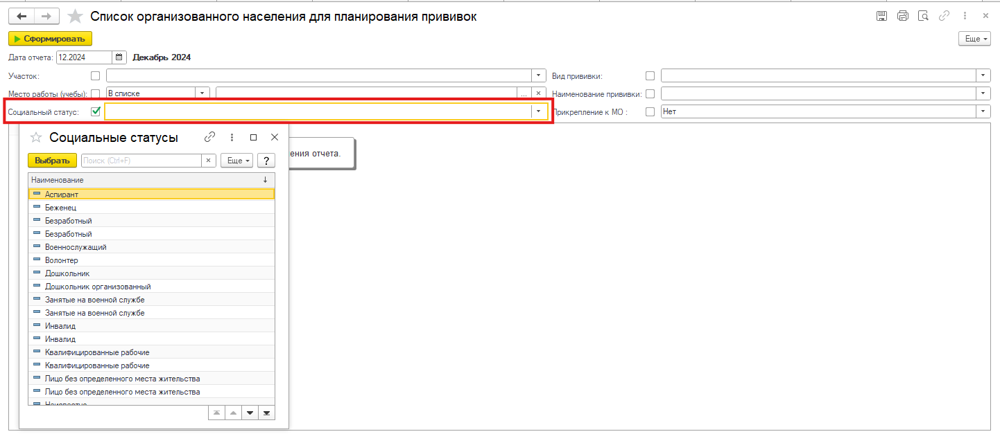 Список организованного населения для планирования прививок
Сформировать
Еще
Дата отчета: 12.2024 Декабрь 2024
Участок: Вид прививки:
Место работы (учебы): В списке ... × Наименование прививки:
Социальный статус: Прикрепление к МО : Нет
Социальные статусы
ения отчета.
Выбрать Поиск (Ctrl+F) × Еще ?
Наименование ↓
Аспирант
Беженец
Безработный
Безработный
Военнослужащий
Волонтер
Дошкольник
Дошкольник организованный
Занятые на военной службе
Занятые на военной службе
Инвалид
Инвалид
Квалифицированные рабочие
Квалифицированные рабочие
Лицо без определенного места жительства
Лицо без определенного места жительства